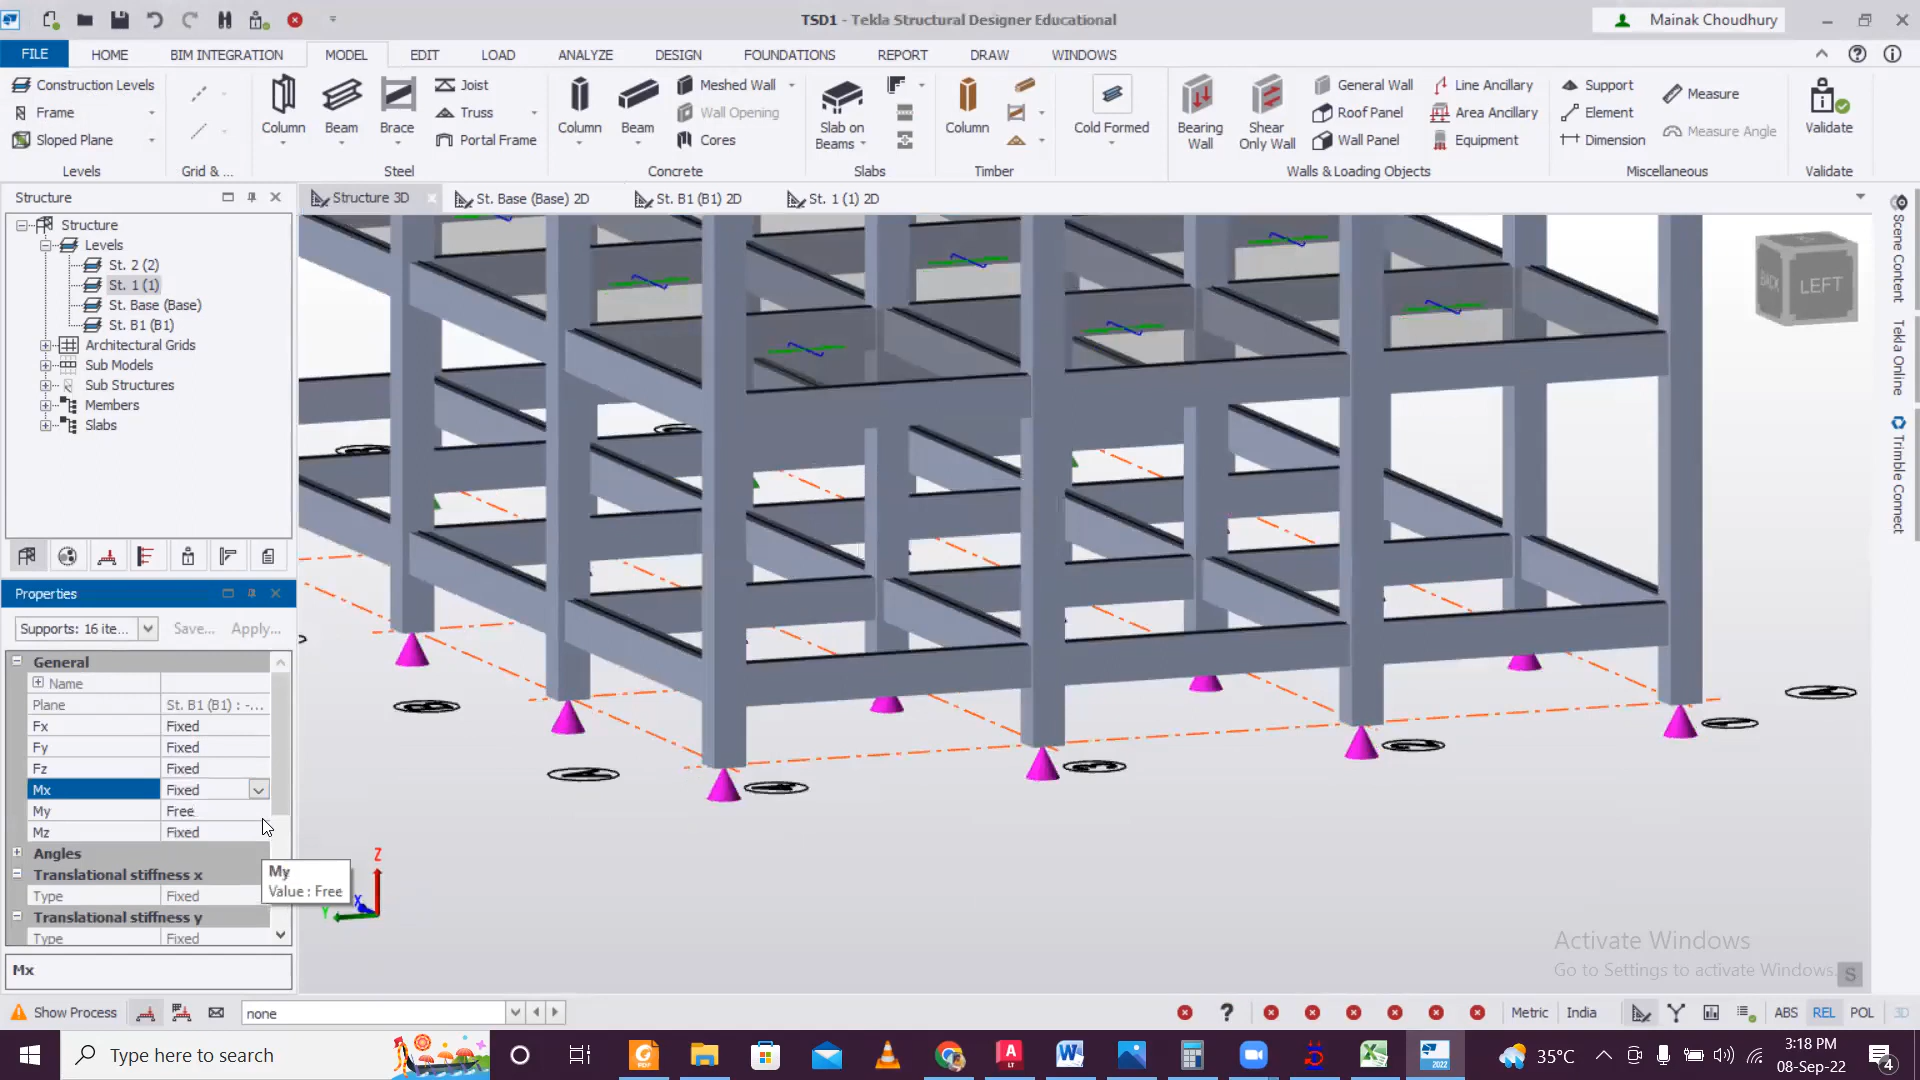 TSD1 - Tekla Structural Designer Educational
Mainak Choudhury
FILE
HOME
BIM INTEGRATION
MODEL
EDIT
LOAD
ANALYZE
DESIGN
FOUNDATIONS
REPORT
DRAW
WINDOWS
Construction Levels
Frame
Sloped Plane
Levels
Grid & ...
Column
Beam
Brace
Joist
Truss
Portal Frame
Steel
Column
Beam
Meshed Wall
Wall Opening
Cores
Concrete
Slab on
Beams
Slabs
Column
Timber
Cold Formed
Bearing
Wall
Shear
Only Wall
General Wall
Roof Panel
Wall Panel
Line Ancillary
Area Ancillary
Equipment
Walls & Loading Objects
Support
Element
Dimension
Measure
Measure Angle
Miscellaneous
Validate
Validate
Structure
Structure 3D
St. Base (Base) 2D
St. B1 (B1) 2D
St. 1 (1) 2D
Structure
Levels
St. 2 (2)
St. 1 (1)
St. Base (Base)
St. B1 (B1)
Architectural Grids
Sub Models
Sub Structures
Members
Slabs
BACK
LEFT
Scene Content
Tekla Online
Trimble Connect
Properties
Supports: 16 ite...
Save...
Apply...
General
Name
Plane St. B1 (B1) : -...
Fx Fixed
Fy Fixed
Fz Fixed
Mx Fixed
My Free
Mz Fixed
Angles
Translational stiffness x
Type Fixed
Translational stiffness y
Type Fixed
My
Value : Free
Mx
Z
X
Y
Activate Windows
Go to Settings to activate Windows.
S
Show Process
none
Metric
India
ABS
REL
POL
3D
Type here to search
35°C
3:18 PM
08-Sep-22
4